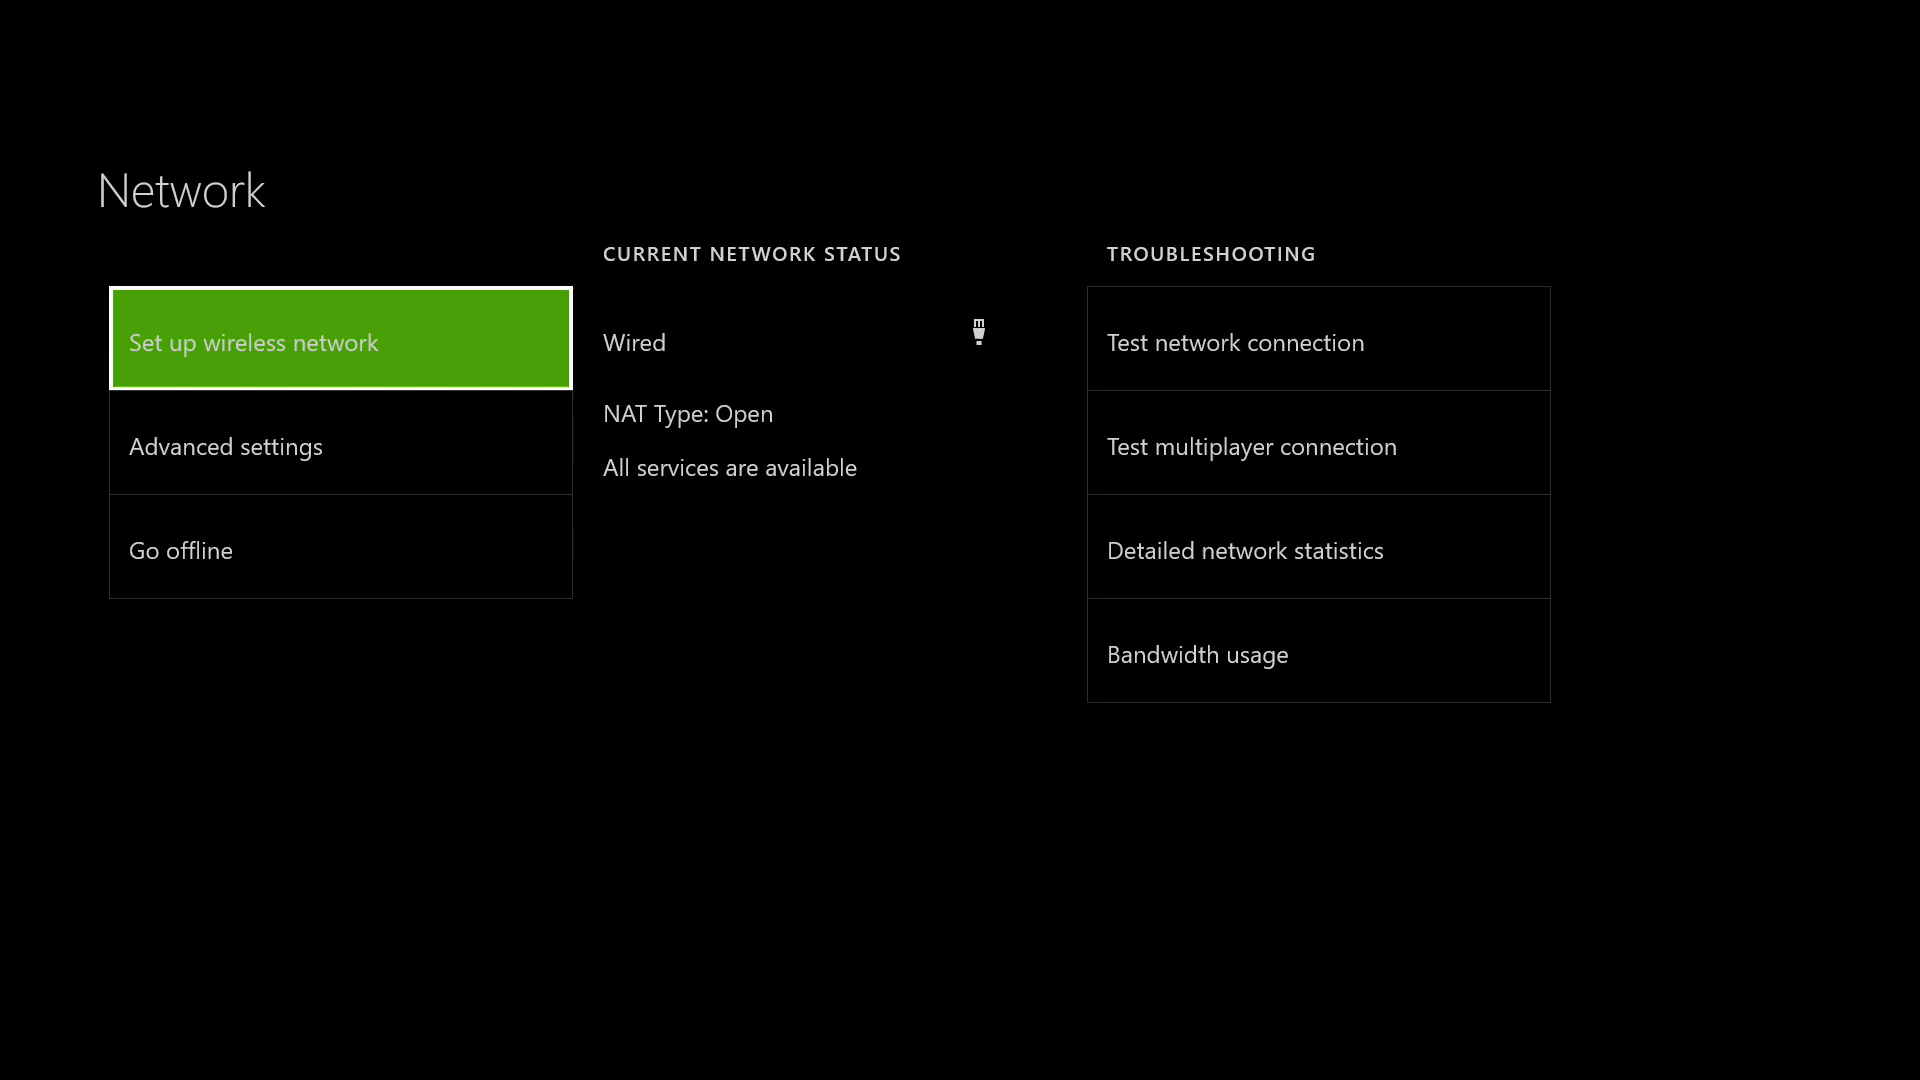 Network
Set up wireless network
Advanced settings
Go offline
CURRENT NETWORK STATUS
Wired
NAT Type: Open
All services are available
TROUBLESHOOTING
Test network connection
Test multiplayer connection
Detailed network statistics
Bandwidth usage